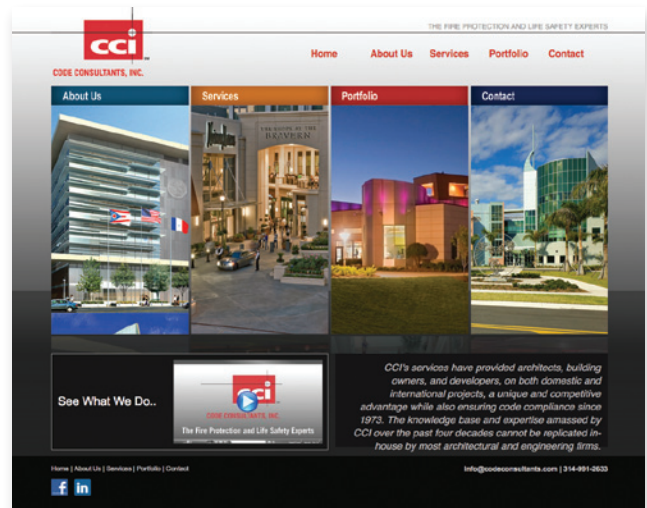 THE FIRE PROTECTION AND LIFE SAFETY EXPERTS
cci
CODE CONSULTANTS, INC.
Home About Us Services Portfolio Contact
About Us Services Portfolio Contact
THE SHOPS AT THE
BRAVERN
See What We Do..
cci
CODE CONSULTANTS, INC.
The Fire Protection and Life Safety Experts
CCI's services have provided architects, building
owners, and developers, on both domestic and
international projects, a unique and competitive
advantage while also ensuring code compliance since
1973. The knowledge base and expertise amassed by
CCI over the past four decades cannot be replicated in-
house by most architectural and engineering firms.
Home | About Us | Services | Portfolio | Contact
Info@codeconsultants.com | 314-991-2633
f in